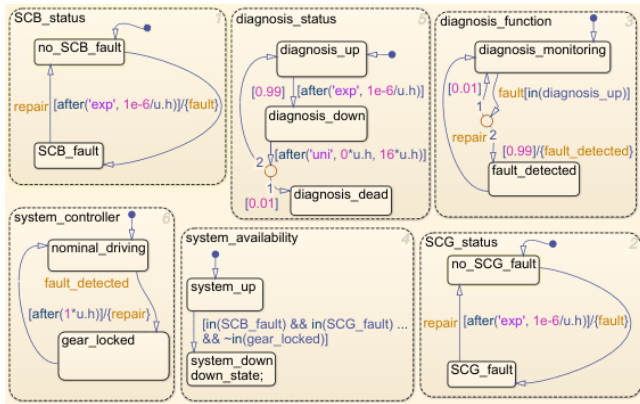 SCB_status
1
no_SCB_fault
repair
[after('exp', 1e-6/u.h)]/{fault}
SCB_fault
diagnosis_status
5
diagnosis_up
[0.99]
[after('exp', 1e-6/u.h)]
diagnosis_down
[after('uni', 0*u.h, 16*u.h)]
2
1
diagnosis_dead
[0.01]
diagnosis_function
3
diagnosis_monitoring
[0.01]
fault[in(diagnosis_up)]
1
repair
2
[0.99]/{fault_detected}
fault_detected
system_controller
6
nominal_driving
fault_detected
[after(1*u.h)]/{repair}
gear_locked
system_availability
4
system_up
[in(SCB_fault) && in(SCG_fault) ...
&& ~in(gear_locked)]
system_down
down_state;
SCG_status
2
no_SCG_fault
repair
[after('exp', 1e-6/u.h)]/{fault}
SCG_fault